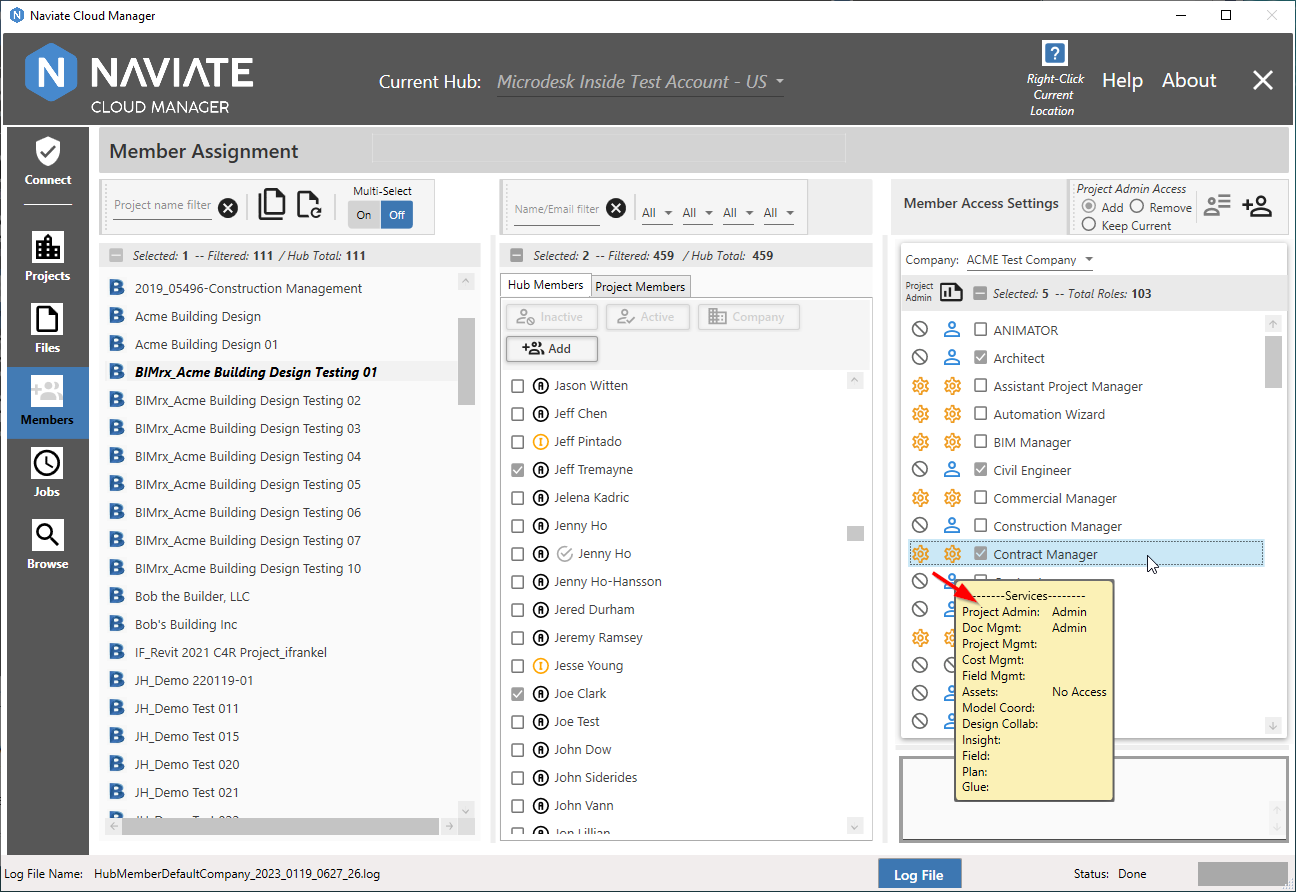 Naviate Cloud Manager
N NAVIATE
CLOUD MANAGER
Current Hub: Microdesk Inside Test Account - US
?
Right-Click
Current
Location
Help
About
Connect
Projects
Files
Members
Jobs
Browse
Member Assignment
Project name filter
Multi-Select
On Off
Selected: 1 -- Filtered: 111 / Hub Total: 111
B 2019_05496-Construction Management
B Acme Building Design
B Acme Building Design 01
B BIMrx_Acme Building Design Testing 01
B BIMrx_Acme Building Design Testing 02
B BIMrx_Acme Building Design Testing 03
B BIMrx_Acme Building Design Testing 04
B BIMrx_Acme Building Design Testing 05
B BIMrx_Acme Building Design Testing 06
B BIMrx_Acme Building Design Testing 07
B BIMrx_Acme Building Design Testing 10
B Bob the Builder, LLC
B Bob's Building Inc
B IF_Revit 2021 C4R Project_ifrankel
B JH_Demo 220119-01
B JH_Demo Test 011
B JH_Demo Test 015
B JH_Demo Test 020
B JH_Demo Test 021
Name/Email filter
All All All All
Selected: 2 -- Filtered: 459 / Hub Total: 459
Hub Members Project Members
Inactive Active Company
Add
A Jason Witten
A Jeff Chen
I Jeff Pintado
A Jeff Tremayne
A Jelena Kadric
A Jenny Ho
A Jenny Ho
A Jenny Ho-Hansson
A Jered Durham
A Jeremy Ramsey
I Jesse Young
A Joe Clark
A Joe Test
A John Dow
A John Siderides
A John Vann
Member Access Settings
Project Admin Access
Add Remove
Keep Current
Company: ACME Test Company
Project
Admin
Selected: 5 -- Total Roles: 103
ANIMATOR
Architect
Assistant Project Manager
Automation Wizard
BIM Manager
Civil Engineer
Commercial Manager
Construction Manager
Contract Manager
--------Services--------
Project Admin: Admin
Doc Mgmt: Admin
Project Mgmt:
Cost Mgmt:
Field Mgmt:
Assets: No Access
Model Coord:
Design Collab:
Insight:
Field:
Plan:
Glue:
Log File Name: HubMemberDefaultCompany_2023_0119_0627_26.log
Log File
Status: Done